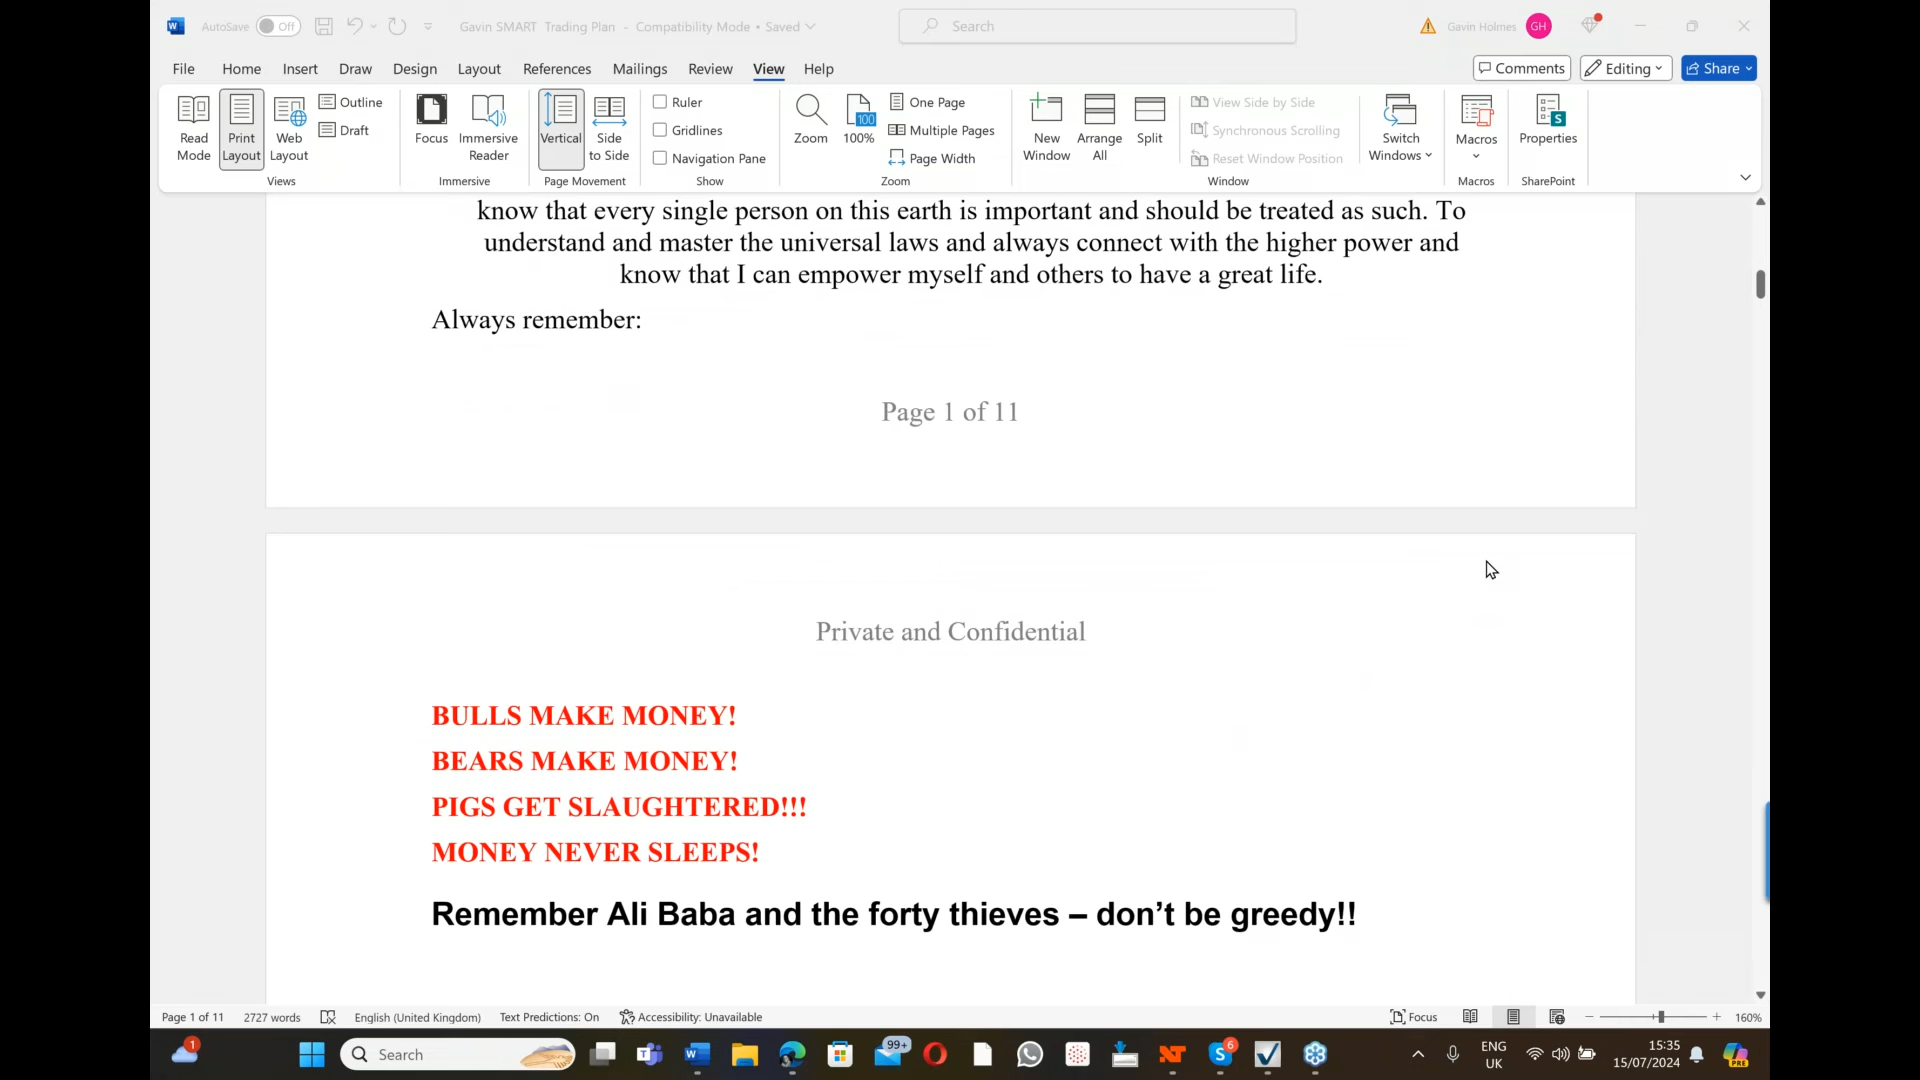 AutoSave Off Gavin SMART Trading Plan - Compatibility Mode • Saved Search Gavin Holmes GH
File Home Insert Draw Design Layout References Mailings Review View Help Comments Editing Share
Read Mode
Print Layout
Web Layout
Outline
Draft
Views
Focus
Immersive Reader
Immersive
Vertical
Side to Side
Page Movement
Ruler
Gridlines
Navigation Pane
Show
Zoom
100
100%
One Page
Multiple Pages
Page Width
Zoom
New Window
Arrange All
Split
View Side by Side
Synchronous Scrolling
Reset Window Position
Switch Windows
Window
Macros
Macros
Properties
SharePoint
know that every single person on this earth is important and should be treated as such. To
understand and master the universal laws and always connect with the higher power and
know that I can empower myself and others to have a great life.
Always remember:
Page 1 of 11
Private and Confidential
BULLS MAKE MONEY!
BEARS MAKE MONEY!
PIGS GET SLAUGHTERED!!!
MONEY NEVER SLEEPS!
Remember Ali Baba and the forty thieves – don’t be greedy!!
Page 1 of 11 2727 words English (United Kingdom) Text Predictions: On Accessibility: Unavailable Focus 160%
1 Search 99+ 6 ENG UK 15:35 15/07/2024 PRE